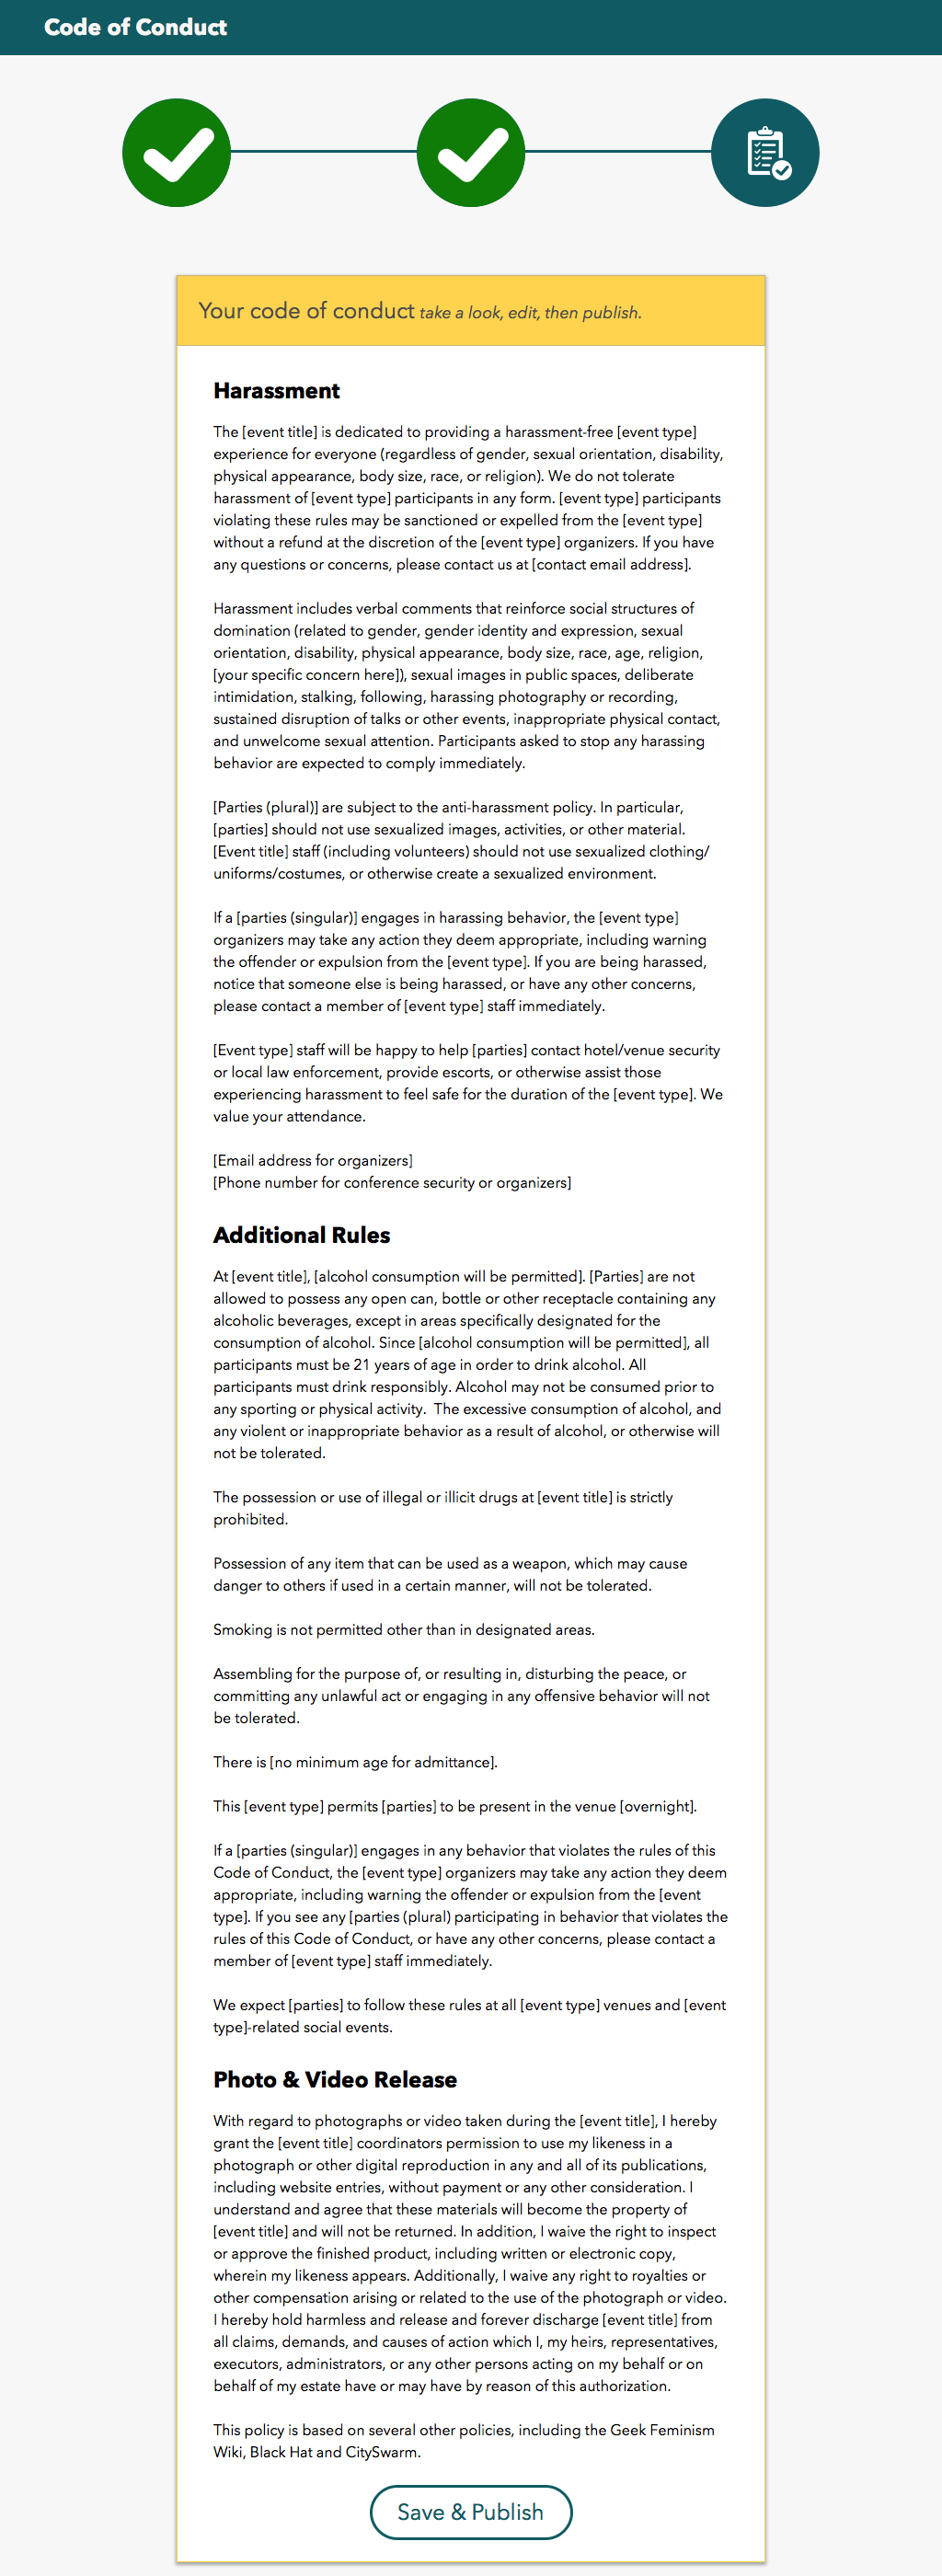 Code of Conduct
Your code of conduct take a look, edit, then publish.
Harassment
The [event title] is dedicated to providing a harassment-free [event type]
experience for everyone (regardless of gender, sexual orientation, disability,
physical appearance, body size, race, or religion). We do not tolerate
harassment of [event type] participants in any form. [event type] participants
violating these rules may be sanctioned or expelled from the [event type]
without a refund at the discretion of the [event type] organizers. If you have
any questions or concerns, please contact us at [contact email address].
Harassment includes verbal comments that reinforce social structures of
domination (related to gender, gender identity and expression, sexual
orientation, disability, physical appearance, body size, race, age, religion,
[your specific concern here]), sexual images in public spaces, deliberate
intimidation, stalking, following, harassing photography or recording,
sustained disruption of talks or other events, inappropriate physical contact,
and unwelcome sexual attention. Participants asked to stop any harassing
behavior are expected to comply immediately.
[Parties (plural)] are subject to the anti-harassment policy. In particular,
[parties] should not use sexualized images, activities, or other material.
[Event title] staff (including volunteers) should not use sexualized clothing/
uniforms/costumes, or otherwise create a sexualized environment.
If a [parties (singular)] engages in harassing behavior, the [event type]
organizers may take any action they deem appropriate, including warning
the offender or expulsion from the [event type]. If you are being harassed,
notice that someone else is being harassed, or have any other concerns,
please contact a member of [event type] staff immediately.
[Event type] staff will be happy to help [parties] contact hotel/venue security
or local law enforcement, provide escorts, or otherwise assist those
experiencing harassment to feel safe for the duration of the [event type]. We
value your attendance.
[Email address for organizers]
[Phone number for conference security or organizers]
Additional Rules
At [event title], [alcohol consumption will be permitted]. [Parties] are not
allowed to possess any open can, bottle or other receptacle containing any
alcoholic beverages, except in areas specifically designated for the
consumption of alcohol. Since [alcohol consumption will be permitted], all
participants must be 21 years of age in order to drink alcohol. All
participants must drink responsibly. Alcohol may not be consumed prior to
any sporting or physical activity.  The excessive consumption of alcohol, and
any violent or inappropriate behavior as a result of alcohol, or otherwise will
not be tolerated.
The possession or use of illegal or illicit drugs at [event title] is strictly
prohibited.
Possession of any item that can be used as a weapon, which may cause
danger to others if used in a certain manner, will not be tolerated.
Smoking is not permitted other than in designated areas.
Assembling for the purpose of, or resulting in, disturbing the peace, or
committing any unlawful act or engaging in any offensive behavior will not
be tolerated.
There is [no minimum age for admittance].
This [event type] permits [parties] to be present in the venue [overnight].
If a [parties (singular)] engages in any behavior that violates the rules of this
Code of Conduct, the [event type] organizers may take any action they deem
appropriate, including warning the offender or expulsion from the [event
type]. If you see any [parties (plural) participating in behavior that violates the
rules of this Code of Conduct, or have any other concerns, please contact a
member of [event type] staff immediately.
We expect [parties] to follow these rules at all [event type] venues and [event
type]-related social events.
Photo & Video Release
With regard to photographs or video taken during the [event title], I hereby
grant the [event title] coordinators permission to use my likeness in a
photograph or other digital reproduction in any and all of its publications,
including website entries, without payment or any other consideration. I
understand and agree that these materials will become the property of
[event title] and will not be returned. In addition, I waive the right to inspect
or approve the finished product, including written or electronic copy,
wherein my likeness appears. Additionally, I waive any right to royalties or
other compensation arising or related to the use of the photograph or video.
I hereby hold harmless and release and forever discharge [event title] from
all claims, demands, and causes of action which I, my heirs, representatives,
executors, administrators, or any other persons acting on my behalf or on
behalf of my estate have or may have by reason of this authorization.
This policy is based on several other policies, including the Geek Feminism
Wiki, Black Hat and CitySwarm.
Save & Publish